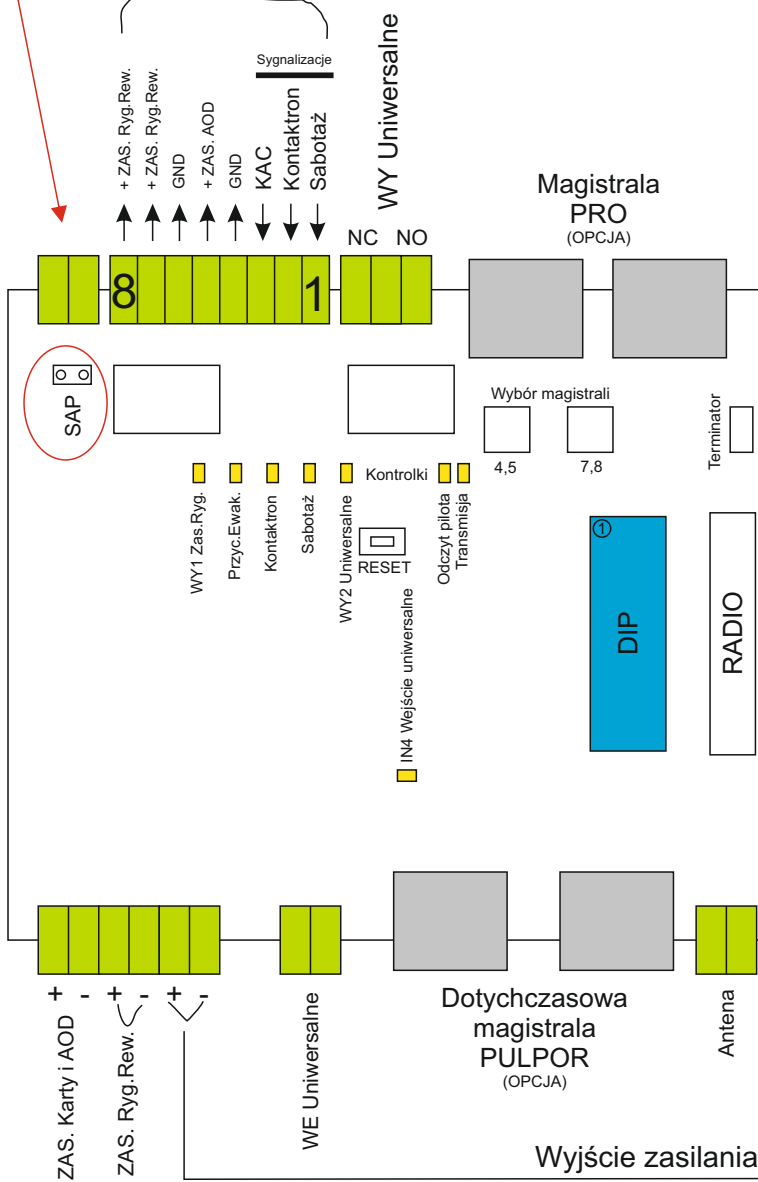 Sygnalizacje
+ ZAS. Ryg.Rew.
+ ZAS. Ryg.Rew.
GND
+ ZAS. AOD
GND
KAC
Kontaktron
Sabotaż
WY Uniwersalne
NC NO
Magistrala
PRO
(OPCJA)
8
1
SAP
Wybór magistrali
4,5
7,8
Terminator
WY1 Zas.Ryg.
Przyc.Ewak.
Kontaktron
Sabotaż
WY2 Uniwersalne
Kontrolki
RESET
Odczyt pilota
Transmisja
IN4 Wejście uniwersalne
1
DIP
RADIO
+ - + - + -
ZAS. Karty i AOD
ZAS. Ryg.Rew.
WE Uniwersalne
Dotychczasowa
magistrala
PULPOR
(OPCJA)
Antena
Wyjście zasilania